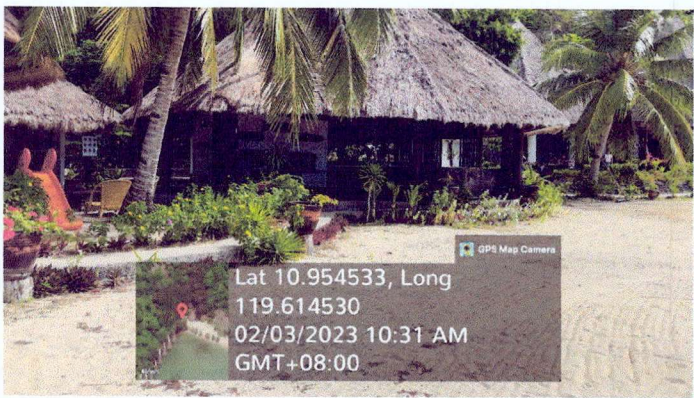 GPS Map Camera
Lat 10.954533, Long
119.614530
02/03/2023 10:31 AM
GMT+08:00